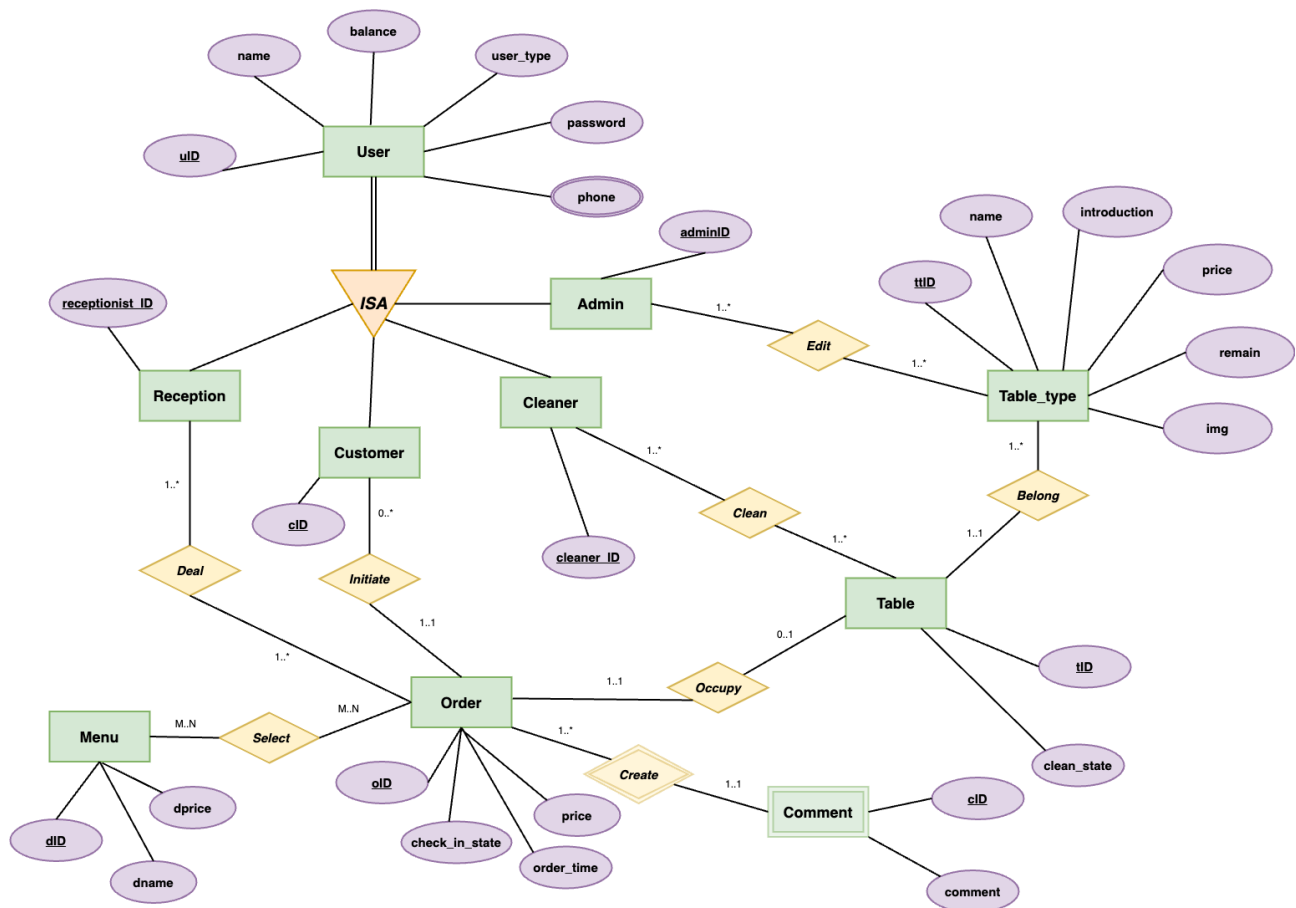 balance
name
user_type
password
User
uID
phone
adminID
name
introduction
ttID
price
receptionist_ID
ISA
Admin
1..*
Edit
remain
1..*
Reception
Cleaner
Table_type
img
Customer
1..*
1..*
1..*
0..*
Belong
Clean
cID
1..1
1..*
cleaner_ID
Deal
Initiate
Table
1..1
0..1
1..*
tID
1..1
Occupy
Order
M..N
M..N
Menu
Select
1..*
clean_state
Create
oID
1..1
cID
dprice
price
Comment
dID
check_in_state
order_time
dname
comment